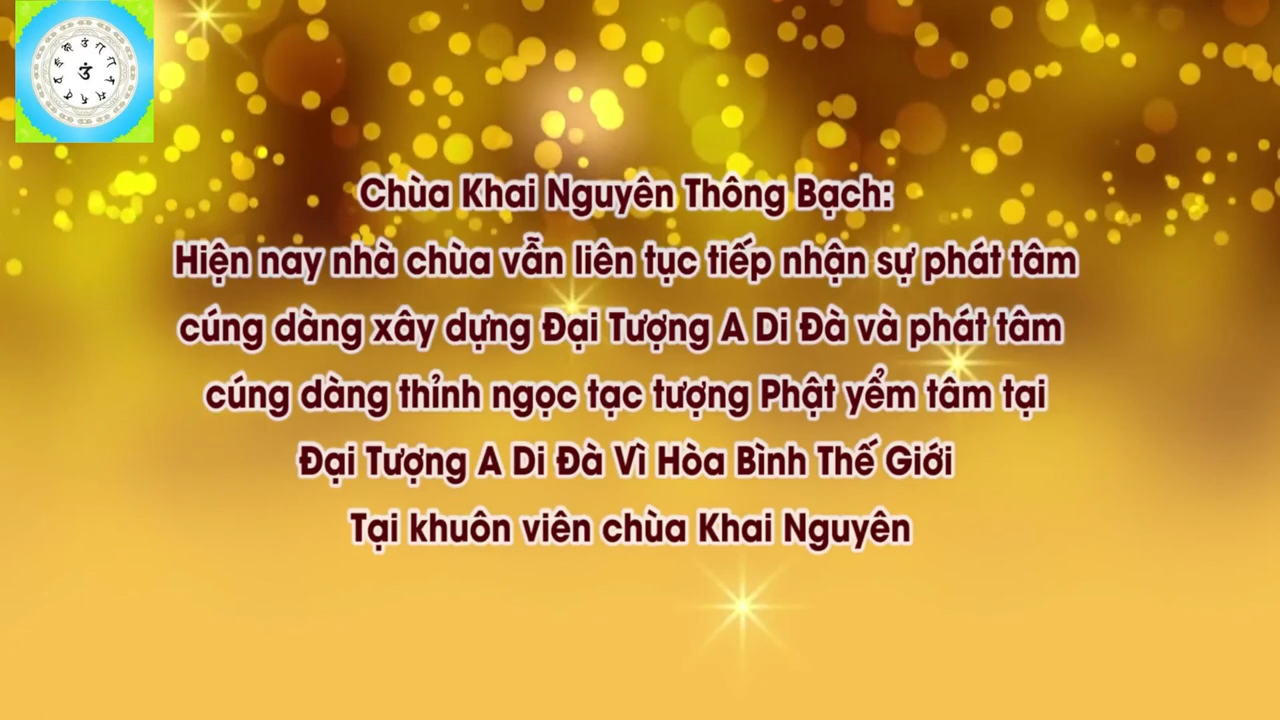 Chùa Khai Nguyên Thông Bạch:
Hiện nay nhà chùa vẫn liên tục tiếp nhận sự phát tâm
cúng dàng xây dựng Đại Tượng A Di Đà và phát tâm
cúng dàng thỉnh ngọc tạc tượng Phật yểm tâm tại
Đại Tượng A Di Đà Vì Hòa Bình Thế Giới
Tại khuôn viên chùa Khai Nguyên